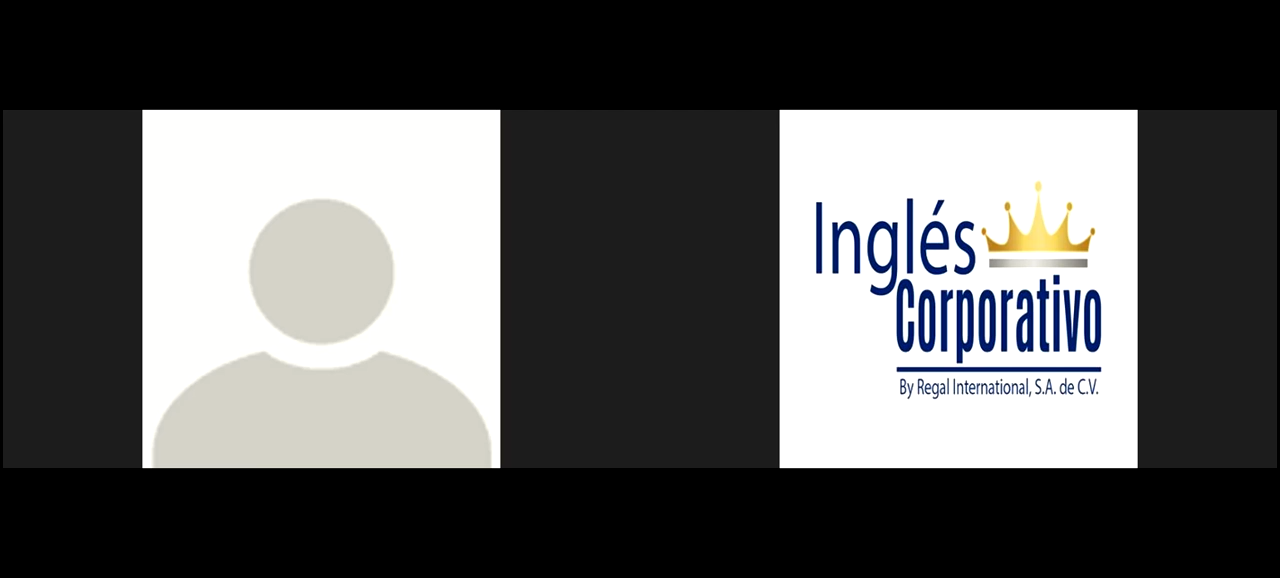 Inglés
Corporativo
By Regal International, S.A. de C.V.